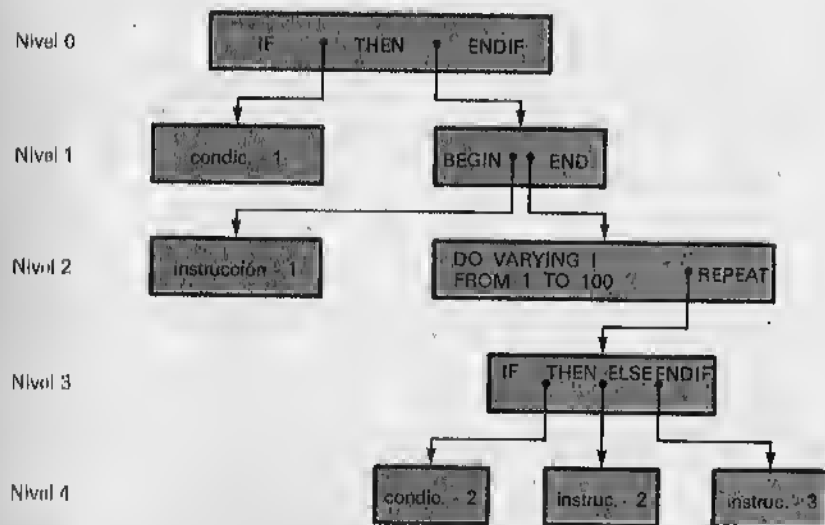 Nivel 0
IF THEN ENDIF
Nivel 1
condic. - 1
BEGIN END
Nivel 2
instrucción - 1
DO VARYING I
FROM 1 TO 100
REPEAT
Nivel 3
IF THEN ELSE ENDIF
Nivel 4
condic. - 2
instruc. - 2
instruc. - 3